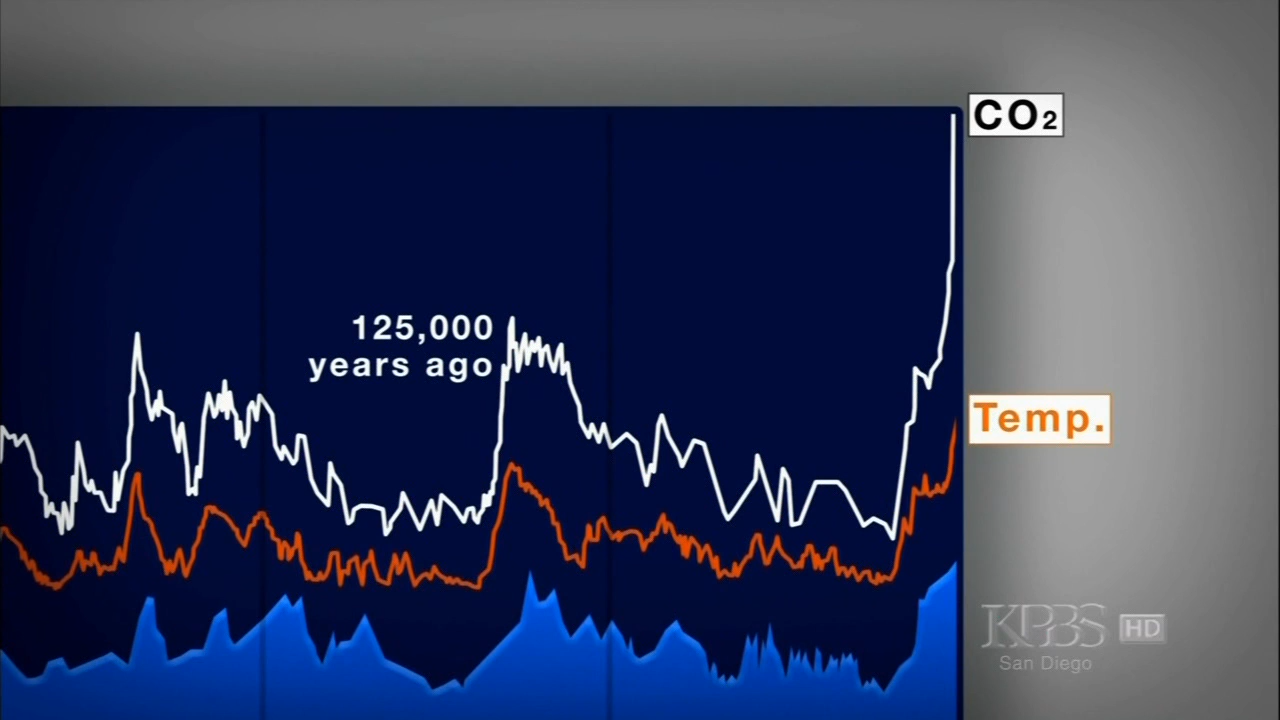 CO₂
125,000
years ago
Temp.
KPBS HD
San Diego